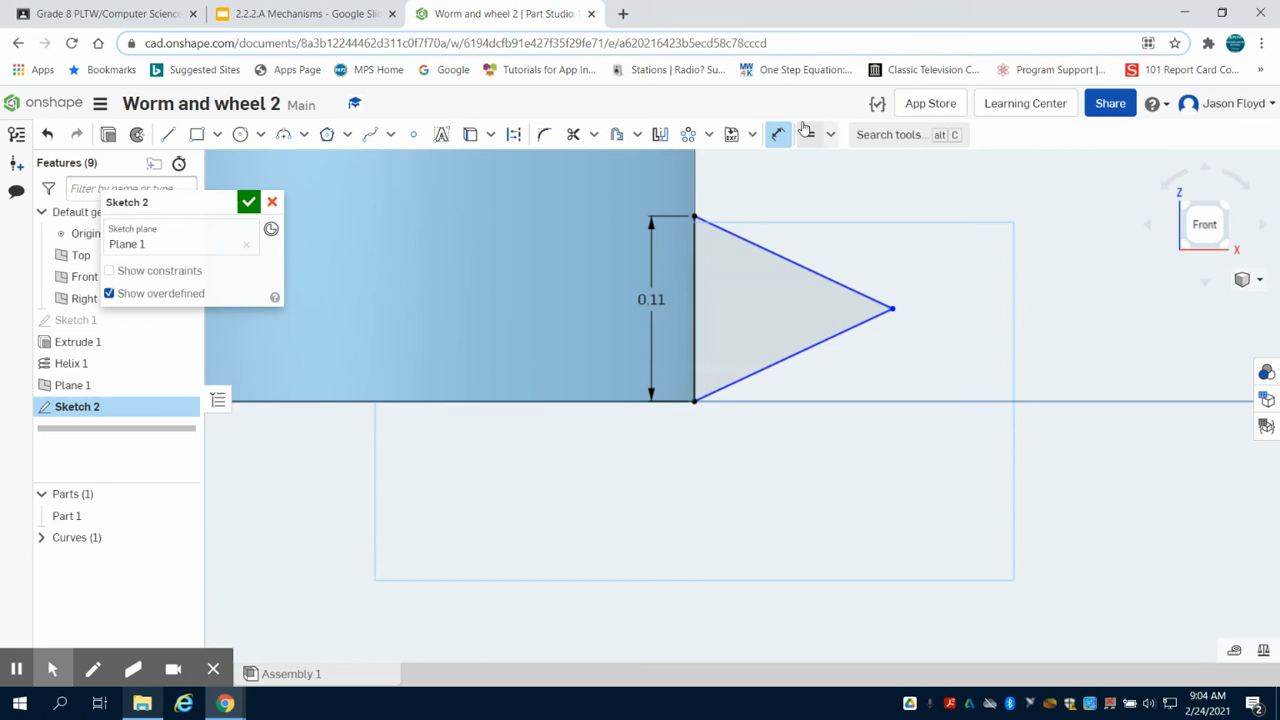 Grade 8 PLTW/Computer Science
2.2.2.A Mechanisms - Google Sli
Worm and wheel 2 | Part Studio
cad.onshape.com/documents/8a3b12244462d311c0f7f70a/w/6194dcfb91e427f35f29fe71/e/a620216423b5ecd58c78cccd
Apps
Bookmarks
Suggested Sites
Apps Page
MPS Home
Google
Tutorials for App In...
Stations | Radio? Su...
One Step Equation:...
Classic Television C...
Program Support |...
101 Report Card Co...
»
onshape
Worm and wheel 2 Main
App Store
Learning Center
Share
Jason Floyd
Search tools... alt C
Features (9)
Filter by name or type
Sketch 2
Sketch plane
Plane 1
Show constraints
Show overdefined
Default ge
Origin
Top
Front
Right
Sketch 1
Extrude 1
Helix 1
Plane 1
Sketch 2
Parts (1)
Part 1
Curves (1)
0.11
Z
Front
X
Assembly 1
9:04 AM
2/24/2021
2